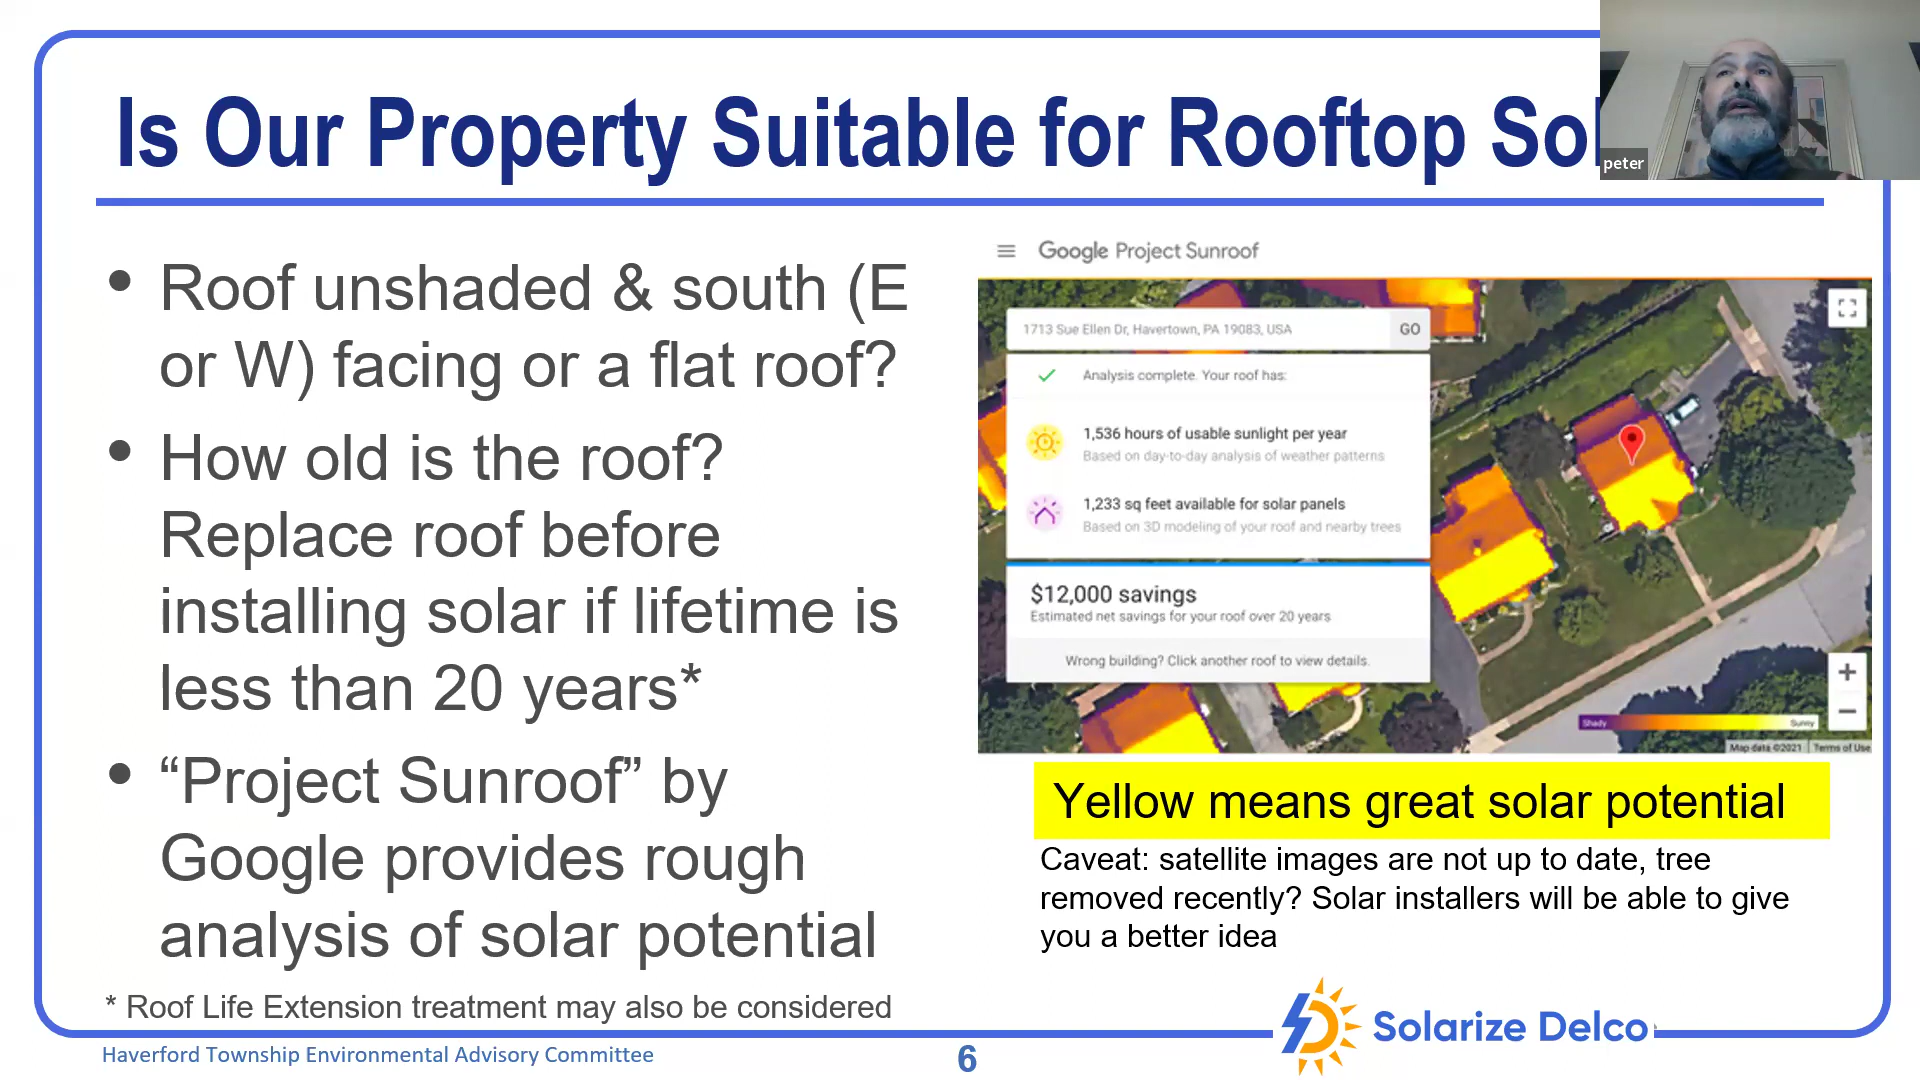 Is Our Property Suitable for Rooftop Sol
peter
• Roof unshaded & south (E
or W) facing or a flat roof?
• How old is the roof?
Replace roof before
installing solar if lifetime is
less than 20 years*
• “Project Sunroof” by
Google provides rough
analysis of solar potential
* Roof Life Extension treatment may also be considered
Google Project Sunroof
1713 Sue Ellen Dr, Havertown, PA 19083, USA
GO
Analysis complete. Your roof has:
1,536 hours of usable sunlight per year
Based on day-to-day analysis of weather patterns
1,233 sq feet available for solar panels
Based on 3D modeling of your roof and nearby trees
$12,000 savings
Estimated net savings for your roof over 20 years
Wrong building? Click another roof to view details.
Shady
Sunny
Map data ©2021
Terms of Use
Yellow means great solar potential
Caveat: satellite images are not up to date, tree
removed recently? Solar installers will be able to give
you a better idea
Haverford Township Environmental Advisory Committee
6
Solarize Delco